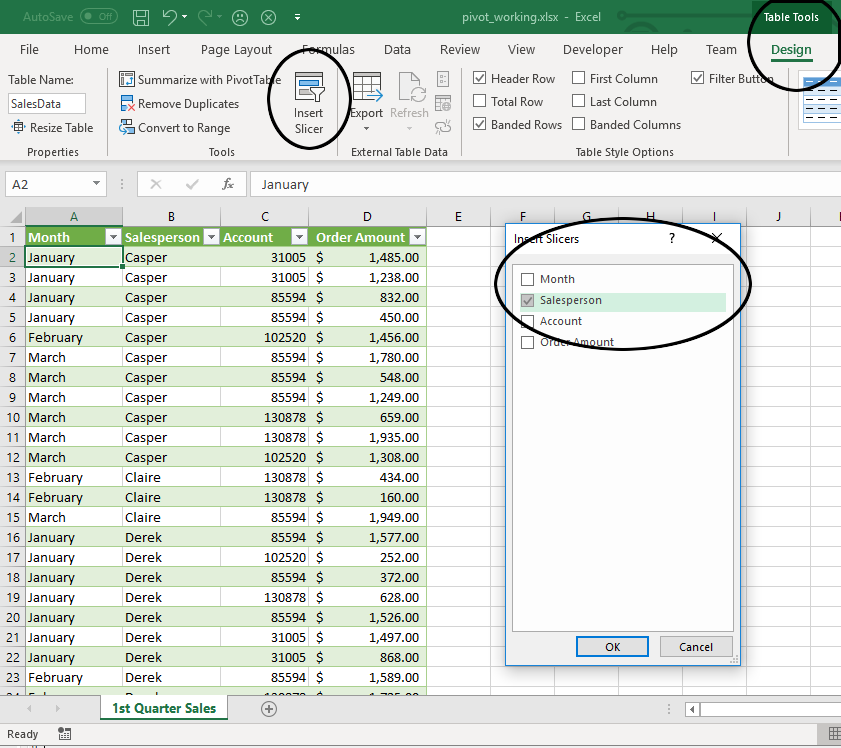 AutoSave Off pivot_working.xlsx - Excel Table Tools
File Home Insert Page Layout Formulas Data Review View Developer Help Team Design
Table Name:
SalesData
Resize Table
Properties
Summarize with PivotTable
Remove Duplicates
Convert to Range
Tools
Insert
Slicer
Export
Refresh
External Table Data
Header Row First Column Filter Button
Total Row Last Column
Banded Rows Banded Columns
Table Style Options
A2 fx January
A B C D E F G H I J
1 Month Salesperson Account Order Amount
2 January Casper 31005 $ 1,485.00
3 January Casper 31005 $ 1,238.00
4 January Casper 85594 $ 832.00
5 January Casper 85594 $ 450.00
6 February Casper 102520 $ 1,456.00
7 March Casper 85594 $ 1,780.00
8 March Casper 85594 $ 548.00
9 March Casper 85594 $ 1,249.00
10 March Casper 130878 $ 659.00
11 March Casper 130878 $ 1,935.00
12 March Casper 102520 $ 1,308.00
13 February Claire 130878 $ 434.00
14 February Claire 130878 $ 160.00
15 March Claire 85594 $ 1,949.00
16 January Derek 85594 $ 1,577.00
17 January Derek 102520 $ 252.00
18 January Derek 85594 $ 372.00
19 January Derek 130878 $ 628.00
20 January Derek 85594 $ 1,526.00
21 January Derek 31005 $ 1,497.00
22 January Derek 31005 $ 868.00
23 February Derek 85594 $ 1,589.00
Insert Slicers ?
Month
Salesperson
Account
Order Amount
OK Cancel
1st Quarter Sales
Ready